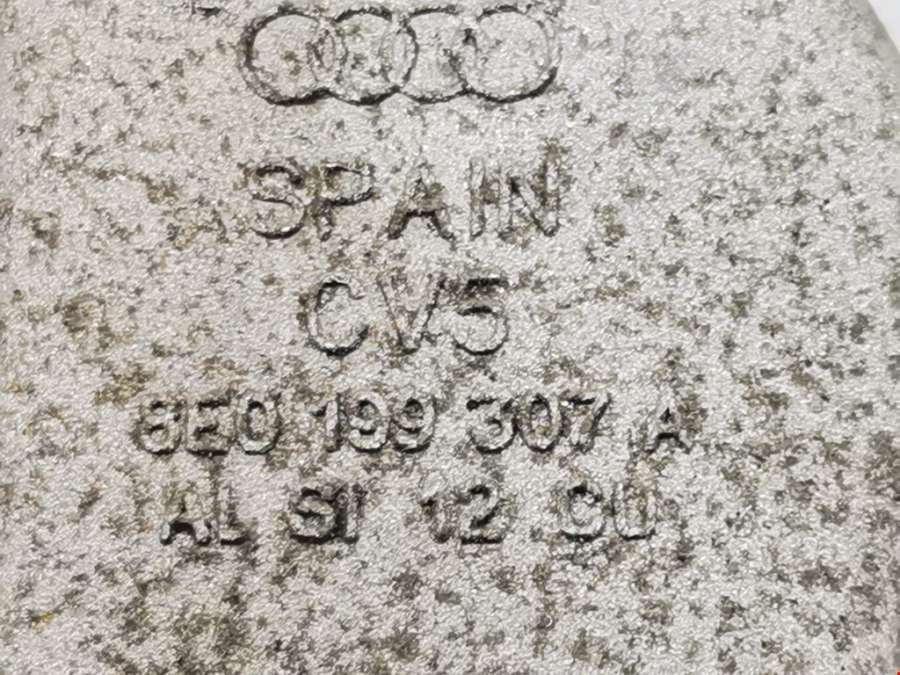 SPAIN
CV5
8E0 199 307 A
AL SI 12 CU